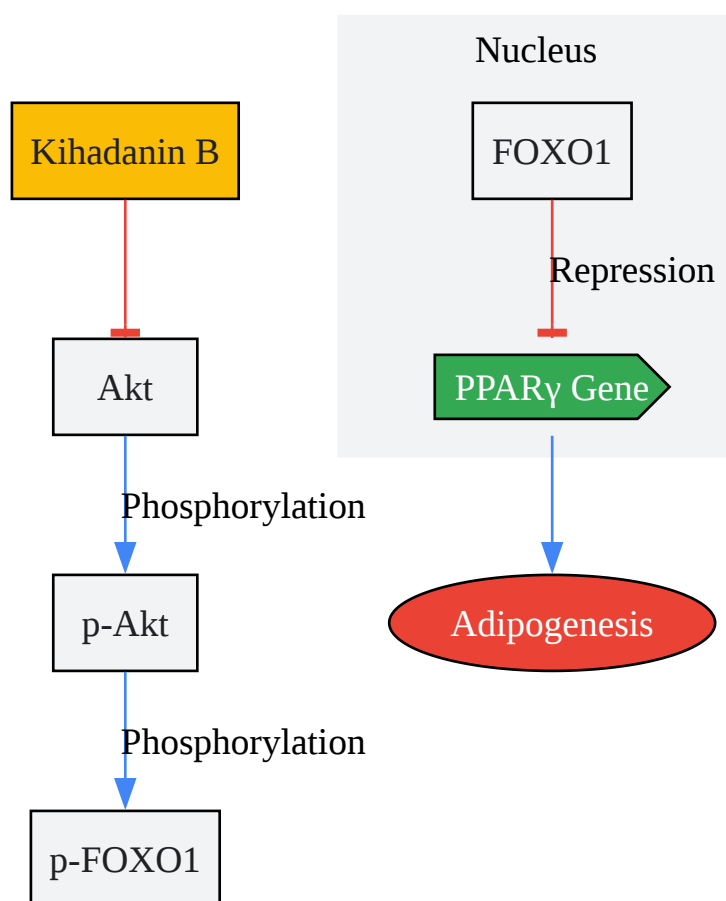 Nucleus
Kihadanin B
FOXO1
Repression
Akt
PPARγ Gene
Phosphorylation
p-Akt
Adipogenesis
Phosphorylation
p-FOXO1